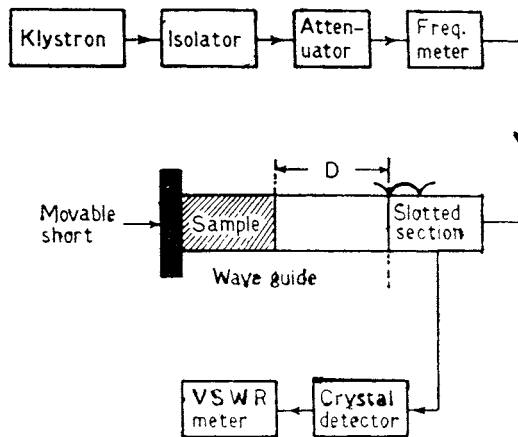 Klystron
Isolator
Atten-
uator
Freq.
meter
D
Movable
short
Sample
Slotted
section
Wave guide
VSWR
meter
Crystal
detector